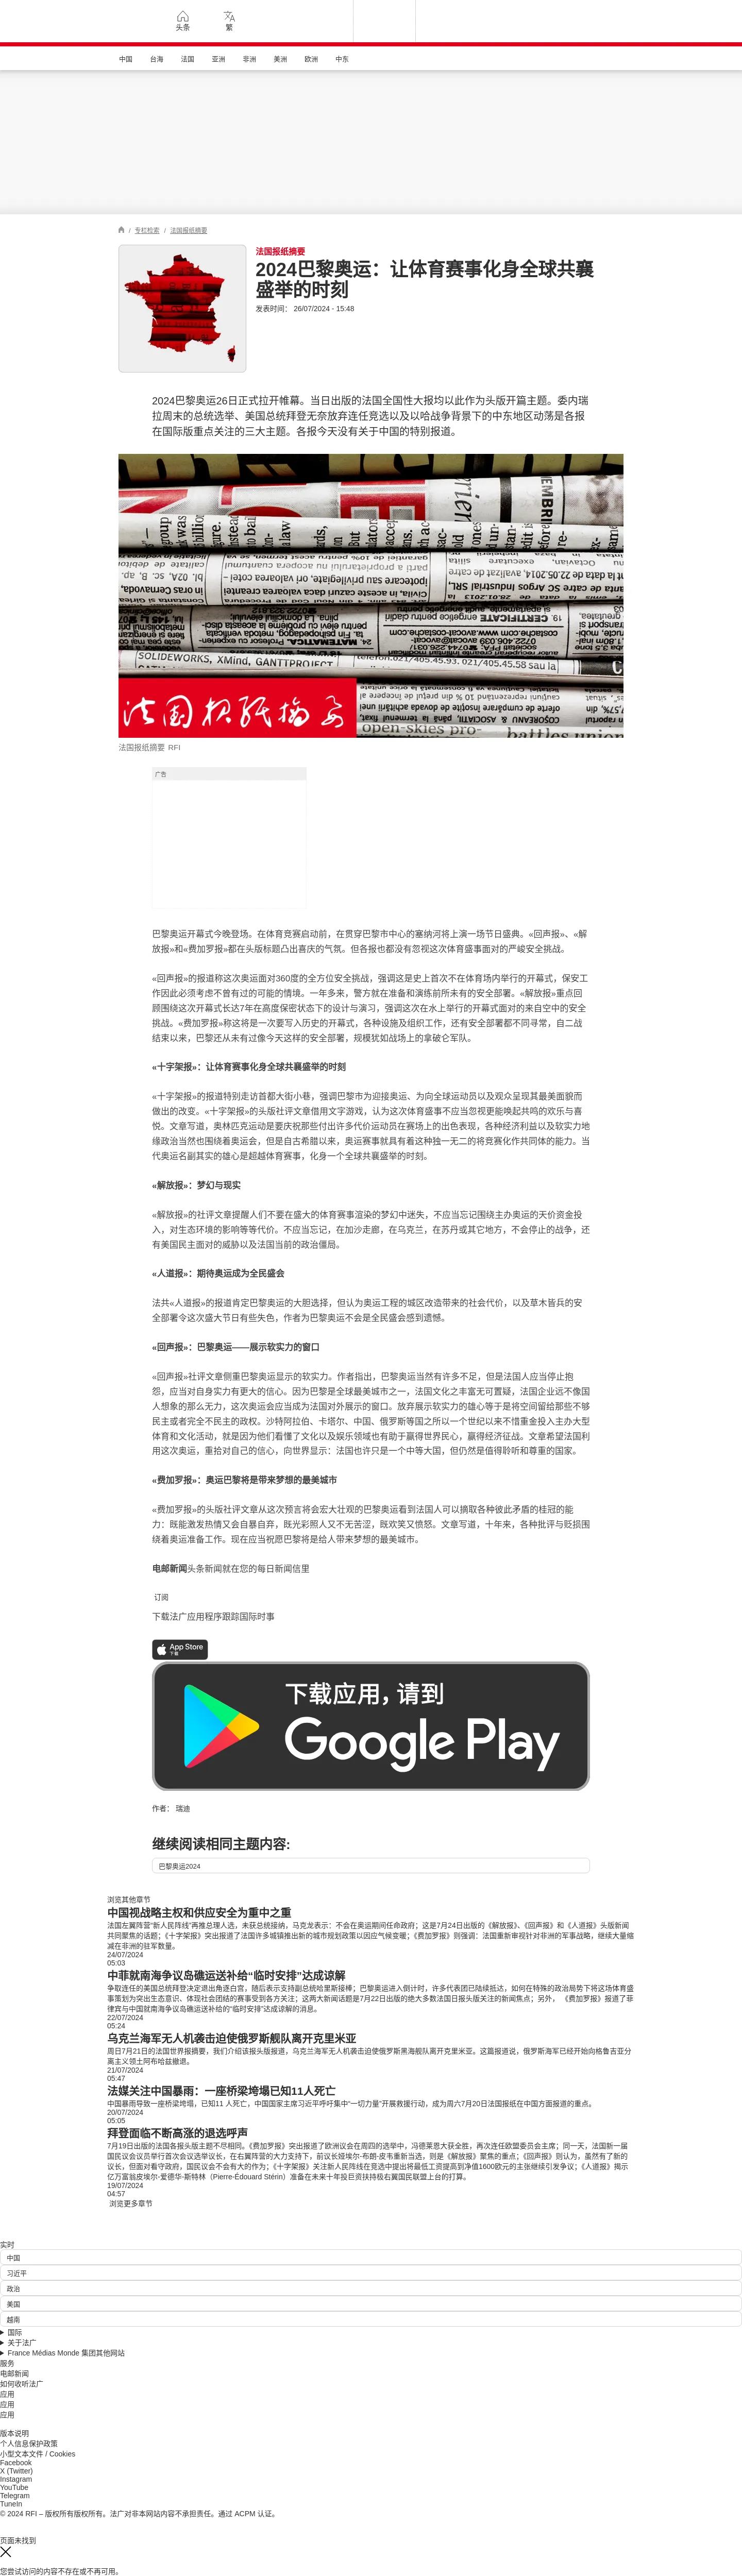 头条
繁
中国
台海
法国
亚洲
非洲
美洲
欧洲
中东
/ 专栏检索 / 法国报纸摘要
法国报纸摘要
2024巴黎奥运：让体育赛事化身全球共襄
盛举的时刻
发表时间： 26/07/2024 - 15:48
2024巴黎奥运26日正式拉开帷幕。当日出版的法国全国性大报均以此作为头版开篇主题。委内瑞
拉周末的总统选举、美国总统拜登无奈放弃连任竞选以及以哈战争背景下的中东地区动荡是各报
在国际版重点关注的三大主题。各报今天没有关于中国的特别报道。
法国报纸摘要
法国报纸摘要 RFI
广告
巴黎奥运开幕式今晚登场。在体育竞赛启动前，在贯穿巴黎市中心的塞纳河将上演一场节日盛典。«回声报»、«解
放报»和«费加罗报»都在头版标题凸出喜庆的气氛。但各报也都没有忽视这次体育盛事面对的严峻安全挑战。
«回声报»的报道称这次奥运面对360度的全方位安全挑战，强调这是史上首次不在体育场内举行的开幕式，保安工
作因此必须考虑不曾有过的可能的情境。一年多来，警方就在准备和演练前所未有的安全部署。«解放报»重点回
顾围绕这次开幕式长达7年在高度保密状态下的设计与演习，强调这次在水上举行的开幕式面对的来自空中的安全
挑战。«费加罗报»称这将是一次要写入历史的开幕式，各种设施及组织工作，还有安全部署都不同寻常，自二战
结束以来，巴黎还从未有过像今天这样的安全部署，规模犹如战场上的拿破仑军队。
«十字架报»：让体育赛事化身全球共襄盛举的时刻
«十字架报»的报道特别走访首都大街小巷，强调巴黎市为迎接奥运、为向全球运动员以及观众呈现其最美面貌而
做出的改变。«十字架报»的头版社评文章借用文字游戏，认为这次体育盛事不应当忽视更能唤起共鸣的欢乐与喜
悦。文章写道，奥林匹克运动是要庆祝那些付出许多代价运动员在赛场上的出色表现，各种经济利益以及软实力地
缘政治当然也围绕着奥运会，但是自古希腊以来，奥运赛事就具有着这种独一无二的将竞赛化作共同体的能力。当
代奥运名副其实的雄心是超越体育赛事，化身一个全球共襄盛举的时刻。
«解放报»：梦幻与现实
«解放报»的社评文章提醒人们不要在盛大的体育赛事渲染的梦幻中迷失，不应当忘记围绕主办奥运的天价资金投
入，对生态环境的影响等等代价。不应当忘记，在加沙走廊，在乌克兰，在苏丹或其它地方，不会停止的战争，还
有美国民主面对的威胁以及法国当前的政治僵局。
«人道报»：期待奥运成为全民盛会
法共«人道报»的报道肯定巴黎奥运的大胆选择，但认为奥运工程的城区改造带来的社会代价，以及草木皆兵的安
全部署令这次盛大节日有些失色，作者为巴黎奥运不会是全民盛会感到遗憾。
«回声报»：巴黎奥运——展示软实力的窗口
«回声报»社评文章侧重巴黎奥运显示的软实力。作者指出，巴黎奥运当然有许多不足，但是法国人应当停止抱
怨，应当对自身实力有更大的信心。因为巴黎是全球最美城市之一，法国文化之丰富无可置疑，法国企业远不像国
人想象的那么无力，这次奥运会应当成为法国对外展示的窗口。放弃展示软实力的雄心等于是将空间留给那些不够
民主或者完全不民主的政权。沙特阿拉伯、卡塔尔、中国、俄罗斯等国之所以一个世纪以来不惜重金投入主办大型
体育和文化活动，就是因为他们看懂了文化以及娱乐领域也有助于赢得世界民心，赢得经济征战。文章希望法国利
用这次奥运，重拾对自己的信心，向世界显示：法国也许只是一个中等大国，但仍然是值得聆听和尊重的国家。
«费加罗报»：奥运巴黎将是带来梦想的最美城市
«费加罗报»的头版社评文章从这次预言将会宏大壮观的巴黎奥运看到法国人可以摘取各种彼此矛盾的桂冠的能
力：既能激发热情又会自暴自弃，既光彩照人又不无苦涩，既欢笑又愤怒。文章写道，十年来，各种批评与贬损围
绕着奥运准备工作。现在应当祝愿巴黎将是给人带来梦想的最美城市。
电邮新闻头条新闻就在您的每日新闻信里
订阅
下载法广应用程序跟踪国际时事
App Store
下载
下载应用，请到
Google Play
作者： 瑞迪
继续阅读相同主题内容:
巴黎奥运2024
浏览其他章节
中国视战略主权和供应安全为重中之重
法国左翼阵营“新人民阵线”再推总理人选，未获总统接纳，马克龙表示：不会在奥运期间任命政府；这是7月24日出版的《解放报》、《回声报》和《人道报》头版新闻
共同聚焦的话题；《十字架报》突出报道了法国许多城镇推出新的城市规划政策以因应气候变暖；《费加罗报》则强调：法国重新审视针对非洲的军事战略，继续大量缩
减在非洲的驻军数量。
24/07/2024
05:03
中菲就南海争议岛礁运送补给“临时安排”达成谅解
争取连任的美国总统拜登决定退出角逐白宫，随后表示支持副总统哈里斯接棒；巴黎奥运进入倒计时，许多代表团已陆续抵达，如何在特殊的政治局势下将这场体育盛
事策划为突出生态意识、体现社会团结的赛事受到各方关注；这两大新闻话题是7月22日出版的绝大多数法国日报头版关注的新闻焦点；另外， 《费加罗报》报道了菲
律宾与中国就南海争议岛礁运送补给的“临时安排”达成谅解的消息。
22/07/2024
05:24
乌克兰海军无人机袭击迫使俄罗斯舰队离开克里米亚
周日7月21日的法国世界报摘要，我们介绍该报头版报道，乌克兰海军无人机袭击迫使俄罗斯黑海舰队离开克里米亚。这篇报道说，俄罗斯海军已经开始向格鲁吉亚分
离主义领土阿布哈兹撤退。
21/07/2024
05:47
法媒关注中国暴雨：一座桥梁垮塌已知11人死亡
中国暴雨导致一座桥梁垮塌，已知11 人死亡，中国国家主席习近平呼吁集中“一切力量”开展救援行动，成为周六7月20日法国报纸在中国方面报道的重点。
20/07/2024
05:05
拜登面临不断高涨的退选呼声
7月19日出版的法国各报头版主题不尽相同。《费加罗报》突出报道了欧洲议会在周四的选举中，冯德莱恩大获全胜，再次连任欧盟委员会主席；同一天，法国新一届
国民议会议员举行首次会议选举议长，在右翼阵营的大力支持下，前议长娅埃尔-布朗-皮韦重新当选，则是《解放报》聚焦的重点；《回声报》则认为，虽然有了新的
议长，但面对看守政府，国民议会不会有大的作为；《十字架报》关注新人民阵线在竞选中提出将最低工资提高到净值1600欧元的主张继续引发争议；《人道报》揭示
亿万富翁皮埃尔-爱德华-斯特林（Pierre-Édouard Stérin）准备在未来十年投巨资扶持极右翼国民联盟上台的打算。
19/07/2024
04:57
浏览更多章节
实时
中国
习近平
政治
美国
越南
国际
关于法广
France Médias Monde 集团其他网站
服务
电邮新闻
如何收听法广
应用
应用
应用
版本说明
个人信息保护政策
小型文本文件 / Cookies
Facebook
X (Twitter)
Instagram
YouTube
Telegram
TuneIn
© 2024 RFI – 版权所有版权所有。法广对非本网站内容不承担责任。通过 ACPM 认证。
页面未找到
您尝试访问的内容不存在或不再可用。